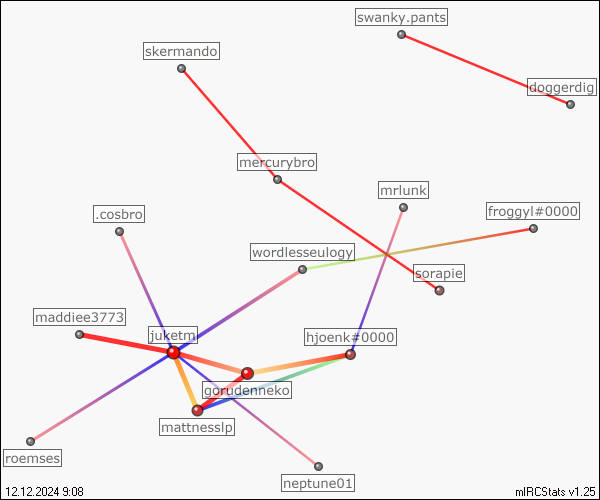 swanky.pants
skermando
doggerdig
mercurybro
mrlunk
froggyl#0000
.cosbro
wordlesseulogy
sorapie
maddiee3773
juketm
hjoenk#0000
gorudenneko
mattnesslp
roemses
neptune01
12.12.2024 9:08
mIRCStats v1.25